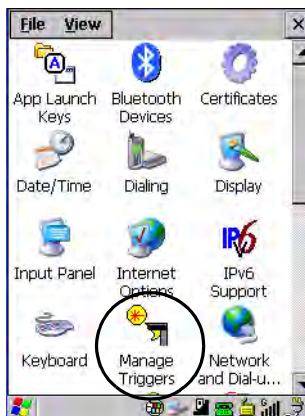 File View
App Launch Keys
Bluetooth Devices
Certificates
Date/Time
Dialing
Display
Input Panel
Internet Options
IPv6 Support
Keyboard
Manage Triggers
Network and Dial-u...